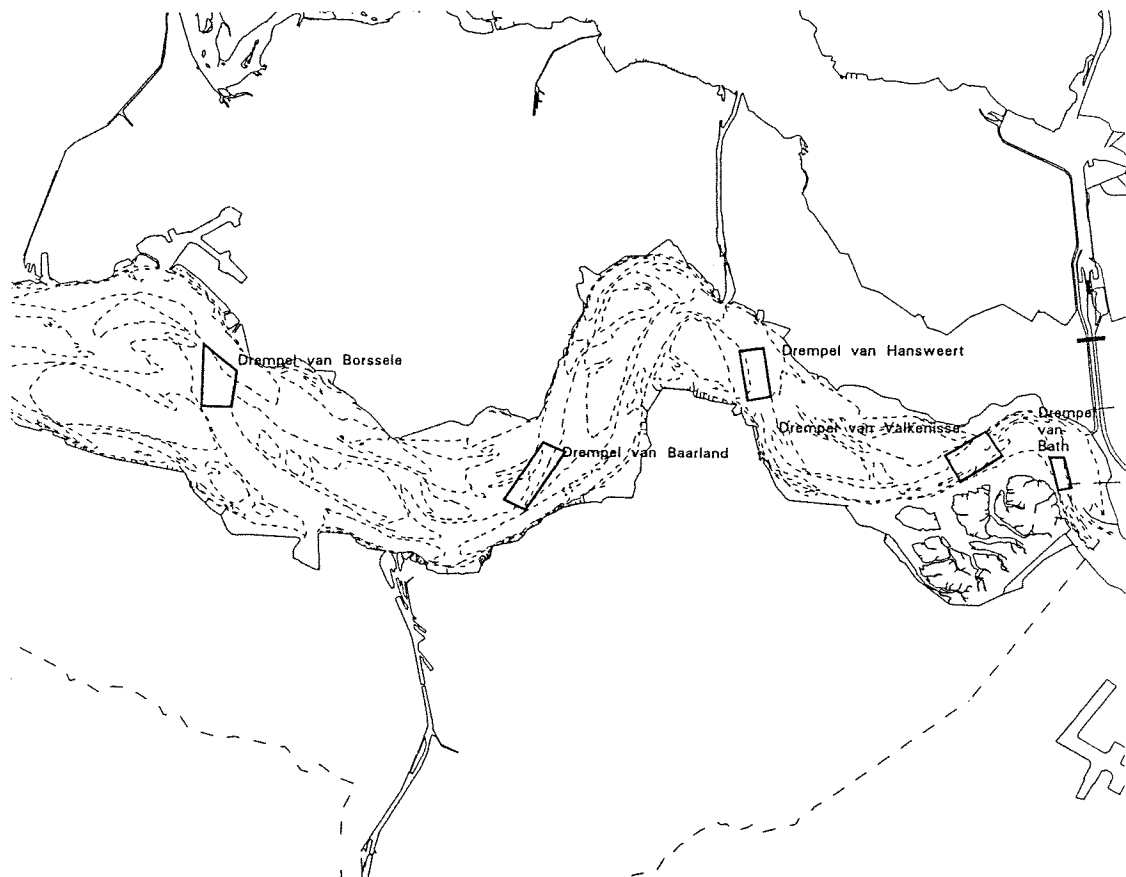 Drempel van Borssele
Drempel van Hansweert
Drempel van Valkenisse
Drempel
van
Bath
Drempel van Baarland